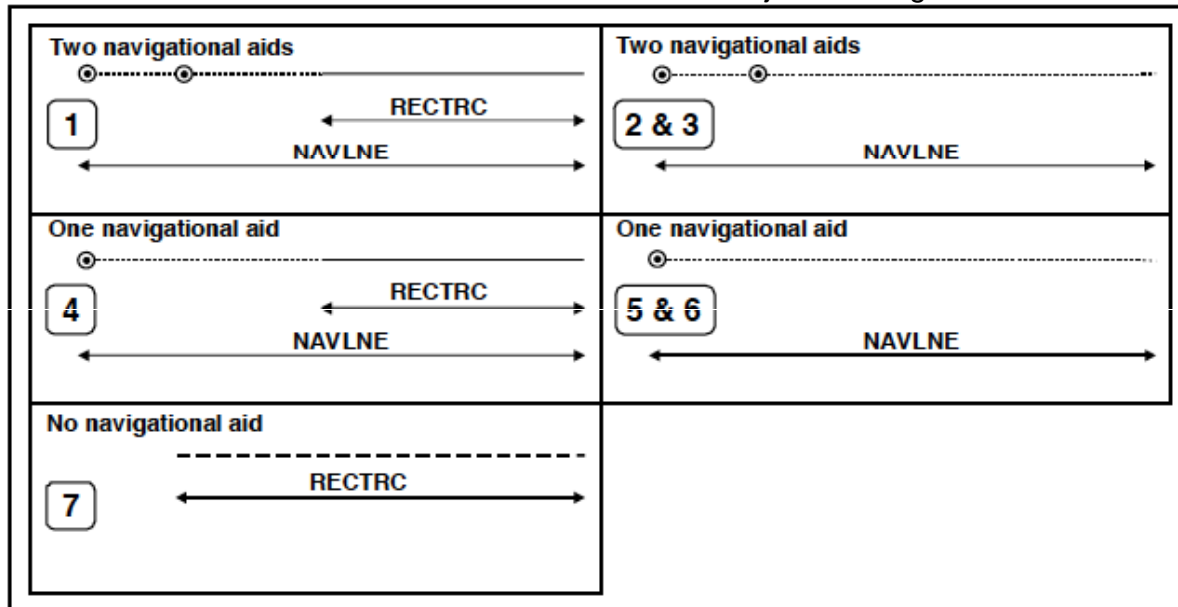 Two navigational aids
1
RECTRC
NAVLNE
Two navigational aids
2 & 3
NAVLNE
One navigational aid
4
RECTRC
NAVLNE
One navigational aid
5 & 6
NAVLNE
No navigational aid
7
RECTRC